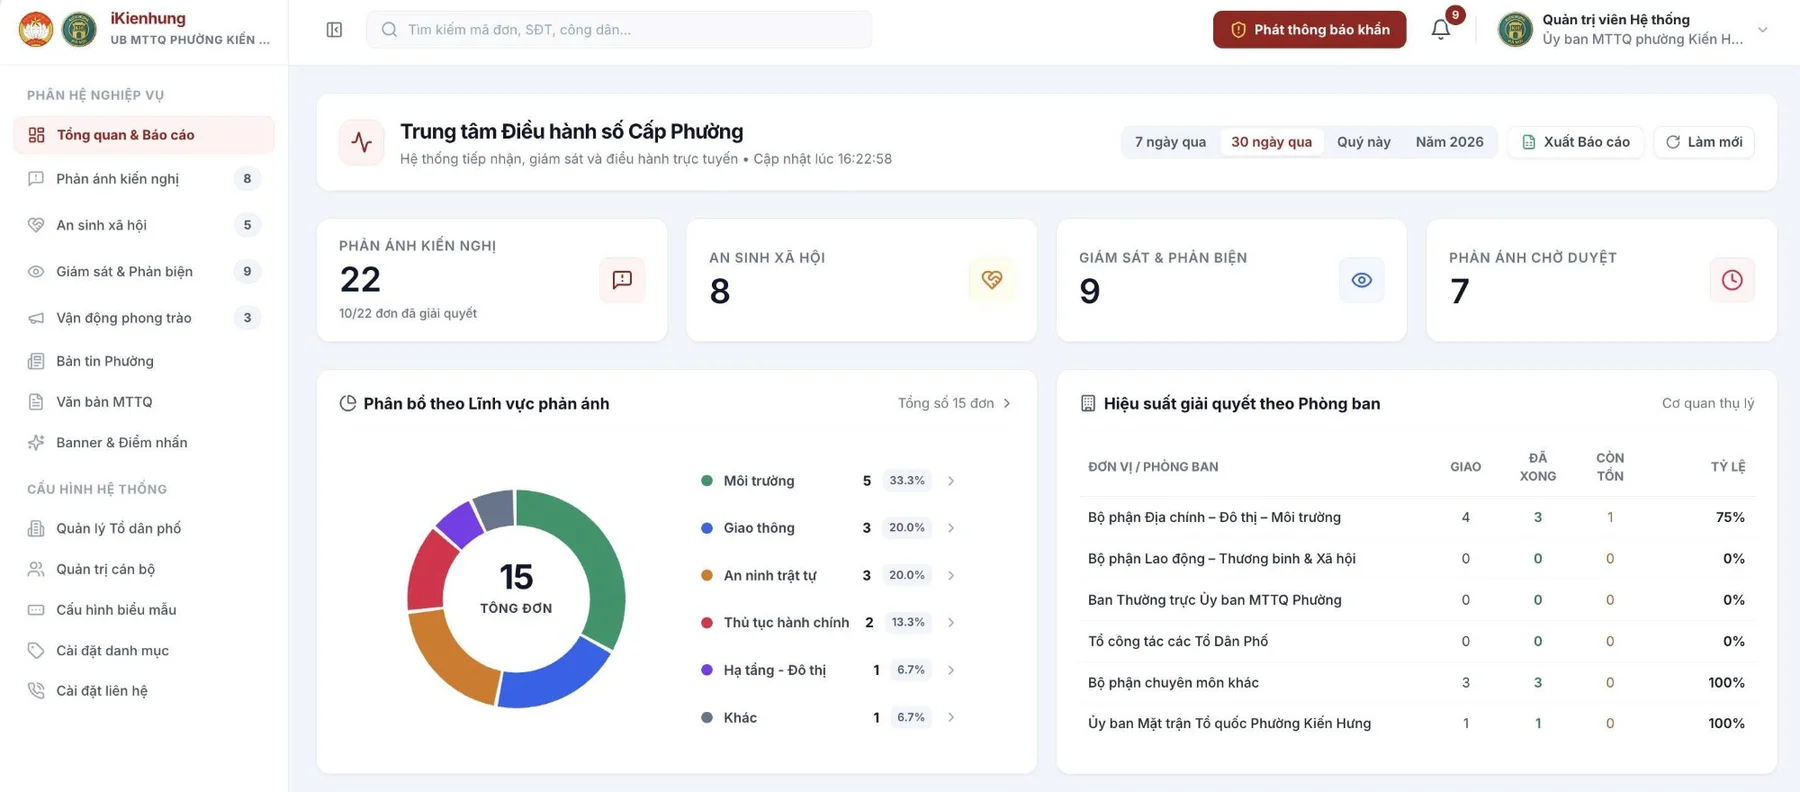 iKienhung
UB MTTQ PHƯỜNG KIẾN ...
Tìm kiếm mã đơn, SĐT, công dân...
Phát thông báo khẩn
9
Quản trị viên Hệ thống
Ủy ban MTTQ phường Kiến H...
PHÂN HỆ NGHIỆP VỤ
Tổng quan & Báo cáo
Phản ánh kiến nghị 8
An sinh xã hội 5
Giám sát & Phản biện 9
Vận động phong trào 3
Bản tin Phường
Văn bản MTTQ
Banner & Điểm nhấn
CẤU HÌNH HỆ THỐNG
Quản lý Tổ dân phố
Quản trị cán bộ
Cấu hình biểu mẫu
Cài đặt danh mục
Cài đặt liên hệ
Trung tâm Điều hành số Cấp Phường
Hệ thống tiếp nhận, giám sát và điều hành trực tuyến • Cập nhật lúc 16:22:58
7 ngày qua 30 ngày qua Quý này Năm 2026 Xuất Báo cáo Làm mới
PHẢN ÁNH KIẾN NGHỊ
22
10/22 đơn đã giải quyết
AN SINH XÃ HỘI
8
GIÁM SÁT & PHẢN BIỆN
9
PHẢN ÁNH CHỜ DUYỆT
7
Phân bổ theo Lĩnh vực phản ánh
Tổng số 15 đơn
15
TỔNG ĐƠN
Môi trường 5 33.3%
Giao thông 3 20.0%
An ninh trật tự 3 20.0%
Thủ tục hành chính 2 13.3%
Hạ tầng - Đô thị 1 6.7%
Khác 1 6.7%
Hiệu suất giải quyết theo Phòng ban
Cơ quan thụ lý
ĐƠN VỊ / PHÒNG BAN GIAO ĐÃ XONG CÒN TỒN TỶ LỆ
Bộ phận Địa chính – Đô thị – Môi trường 4 3 1 75%
Bộ phận Lao động – Thương binh & Xã hội 0 0 0 0%
Ban Thường trực Ủy ban MTTQ Phường 0 0 0 0%
Tổ công tác các Tổ Dân Phố 0 0 0 0%
Bộ phận chuyên môn khác 3 3 0 100%
Ủy ban Mặt trận Tổ quốc Phường Kiến Hưng 1 1 0 100%